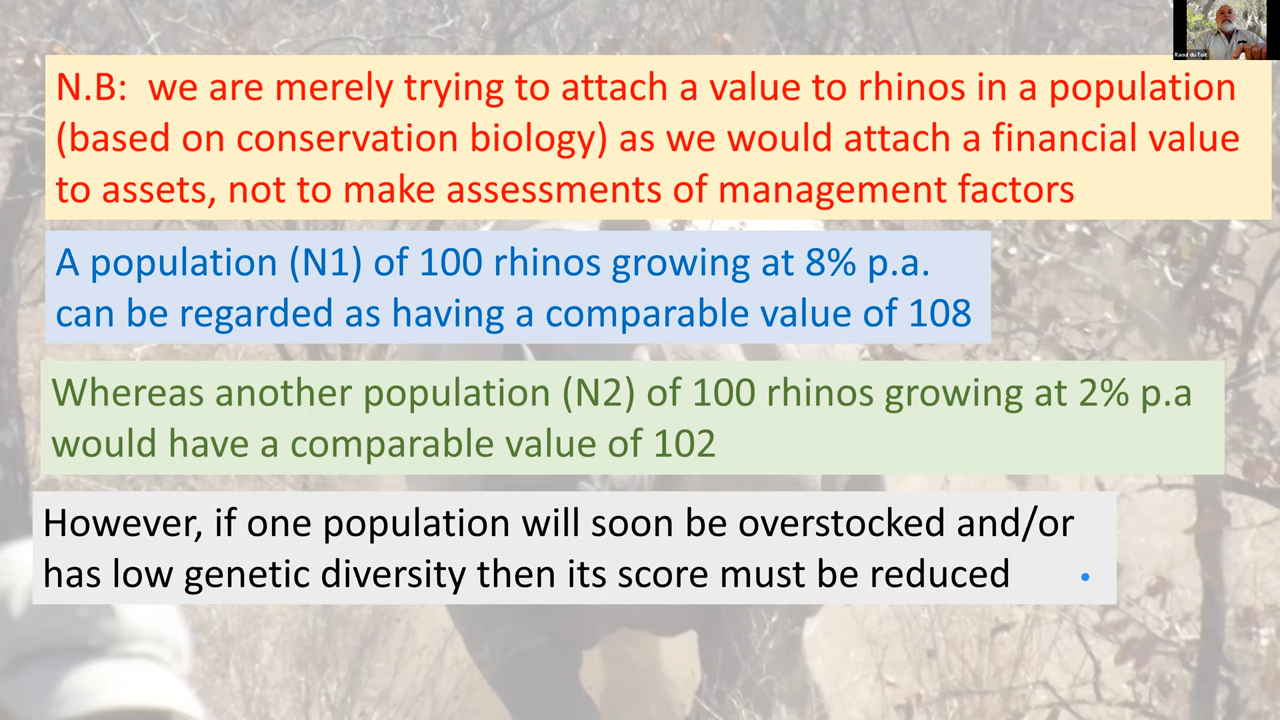 Raoul du Toit
N.B:  we are merely trying to attach a value to rhinos in a population
(based on conservation biology) as we would attach a financial value
to assets, not to make assessments of management factors
A population (N1) of 100 rhinos growing at 8% p.a.
can be regarded as having a comparable value of 108
Whereas another population (N2) of 100 rhinos growing at 2% p.a
would have a comparable value of 102
However, if one population will soon be overstocked and/or
has low genetic diversity then its score must be reduced